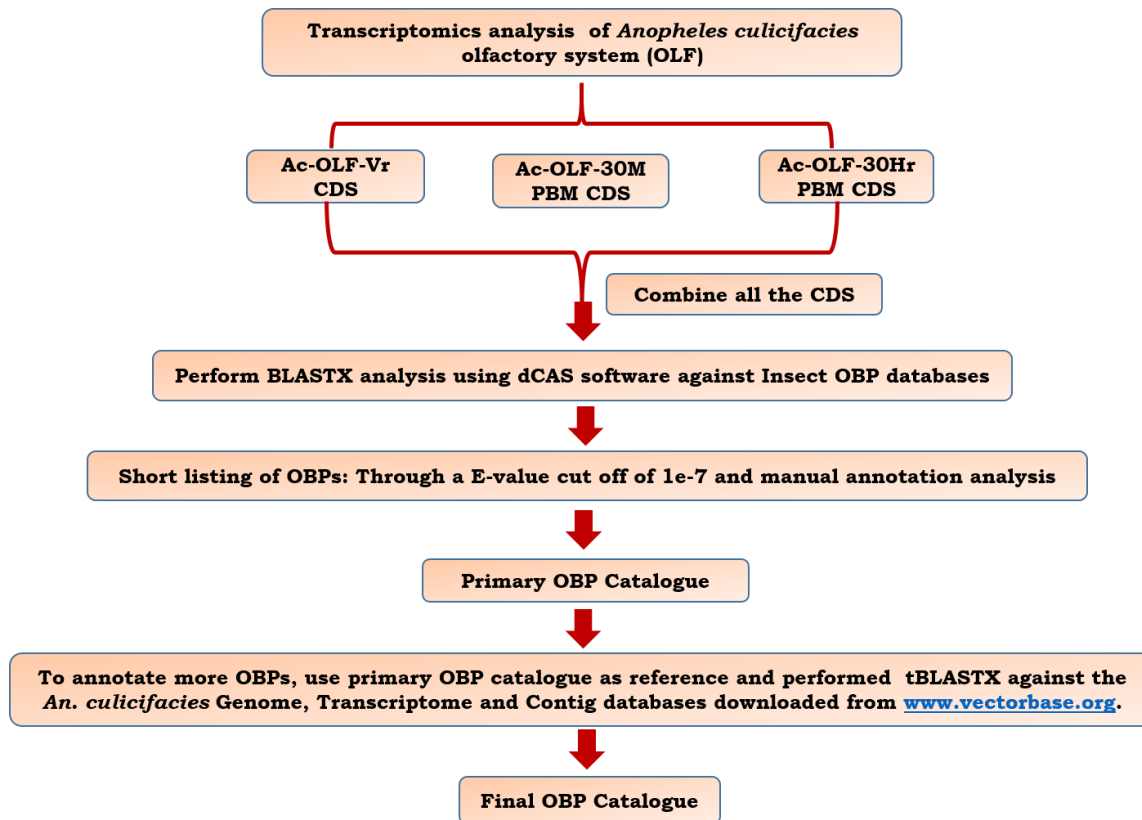 Transcriptomics analysis of Anopheles culicifacies
olfactory system (OLF)
Ac-OLF-Vr
CDS
Ac-OLF-30M
PBM CDS
Ac-OLF-30Hr
PBM CDS
Combine all the CDS
Perform BLASTX analysis using dCAS software against Insect OBP databases
Short listing of OBPs: Through a E-value cut off of 1e-7 and manual annotation analysis
Primary OBP Catalogue
To annotate more OBPs, use primary OBP catalogue as reference and performed tBLASTX against the
An. culicifacies Genome, Transcriptome and Contig databases downloaded from www.vectorbase.org.
Final OBP Catalogue